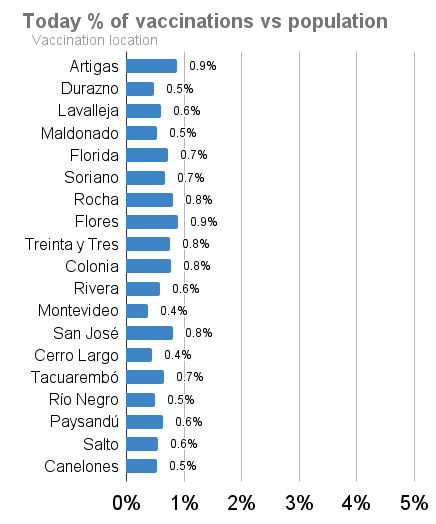 Today % of vaccinations vs population
Vaccination location
Artigas 0.9%
Durazno 0.5%
Lavalleja 0.6%
Maldonado 0.5%
Florida 0.7%
Soriano 0.7%
Rocha 0.8%
Flores 0.9%
Treinta y Tres 0.8%
Colonia 0.8%
Rivera 0.6%
Montevideo 0.4%
San José 0.8%
Cerro Largo 0.4%
Tacuarembó 0.7%
Río Negro 0.5%
Paysandú 0.6%
Salto 0.6%
Canelones 0.5%
0% 1% 2% 3% 4% 5%